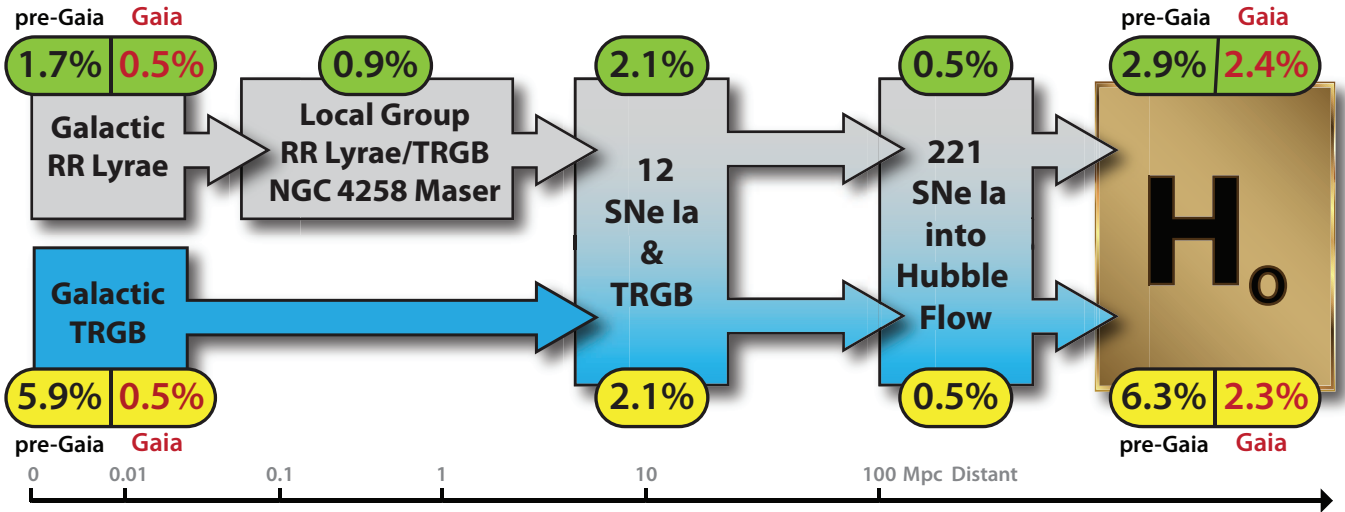 pre-Gaia Gaia
1.7% 0.5%
Galactic
RR Lyrae
0.9%
Local Group
RR Lyrae/TRGB
NGC 4258 Maser
2.1%
12
SNe Ia
&
TRGB
2.1%
0.5%
221
SNe Ia
into
Hubble
Flow
0.5%
pre-Gaia Gaia
2.9% 2.4%
Ho
6.3% 2.3%
pre-Gaia Gaia
Galactic
TRGB
5.9% 0.5%
pre-Gaia Gaia
0 0.01 0.1 1 10 100 Mpc Distant